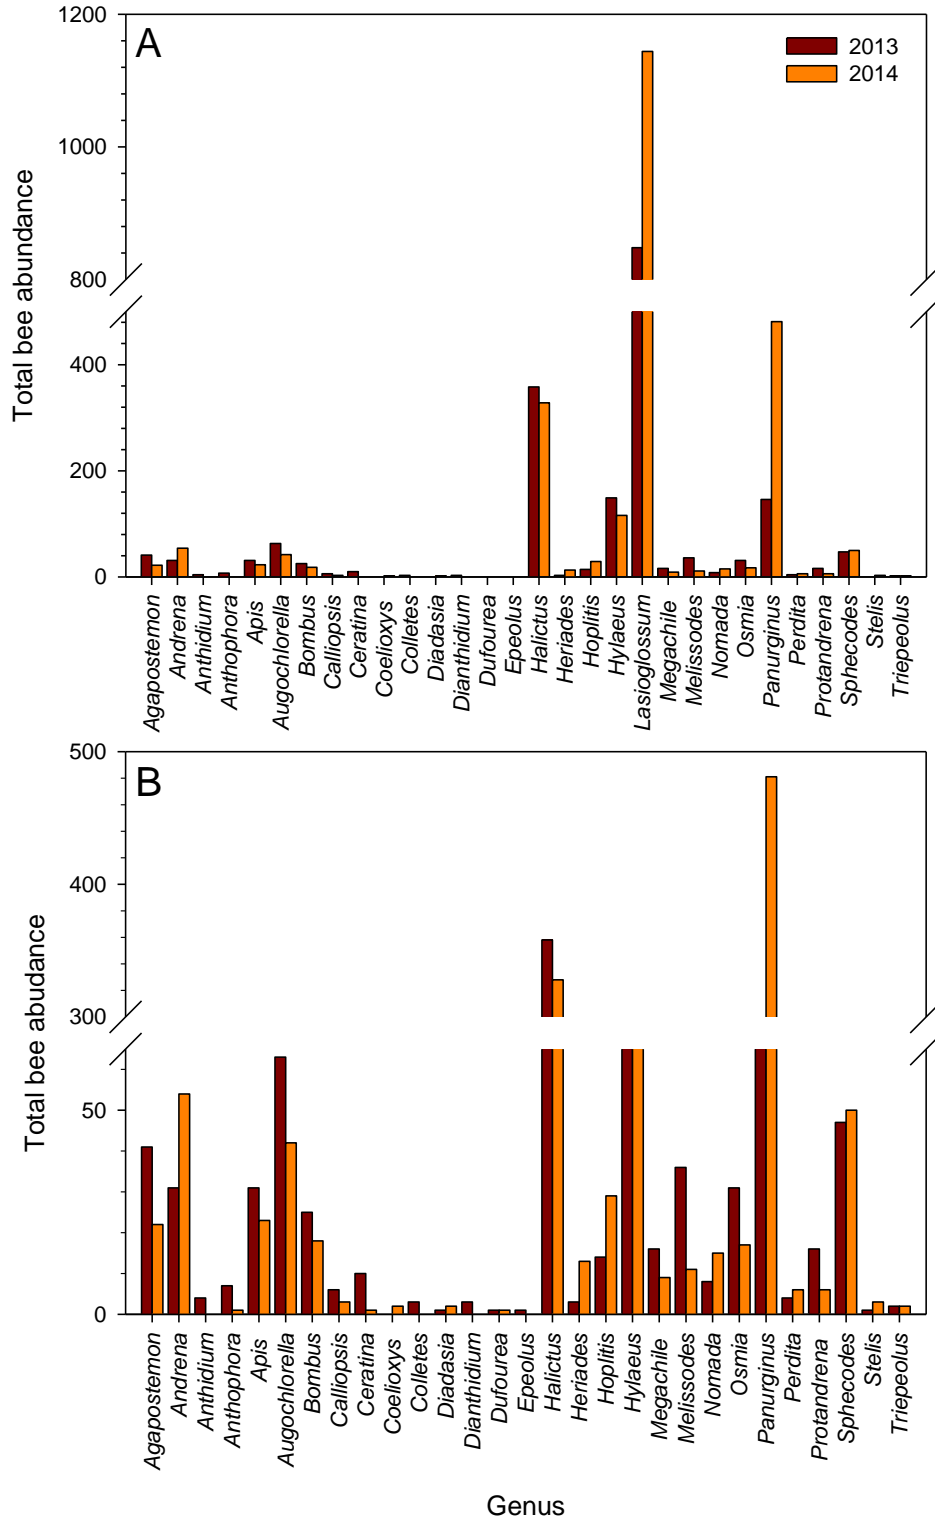 A
2013
2014
1200
1000
800
400
200
0
Total bee abundance
Agapostemon
Andrena
Anthidium
Anthophora
Apis
Augochlorella
Bombus
Calliopsis
Ceratina
Coelioxys
Colletes
Diadasia
Dianthidium
Dufourea
Epeolus
Halictus
Heriades
Hoplitis
Hylaeus
Lasioglossum
Megachile
Melissodes
Nomada
Osmia
Panurginus
Perdita
Protandrena
Sphecodes
Stelis
Triepeolus
B
500
400
300
50
0
Total bee abudance
Agapostemon
Andrena
Anthidium
Anthophora
Apis
Augochlorella
Bombus
Calliopsis
Ceratina
Coelioxys
Colletes
Diadasia
Dianthidium
Dufourea
Epeolus
Halictus
Heriades
Hoplitis
Hylaeus
Megachile
Melissodes
Nomada
Osmia
Panurginus
Perdita
Protandrena
Sphecodes
Stelis
Triepeolus
Genus